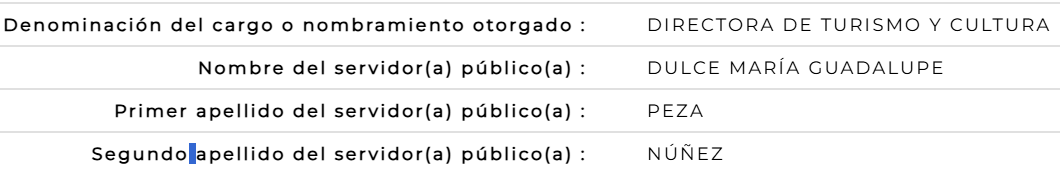 Denominación del cargo o nombramiento otorgado : DIRECTORA DE TURISMO Y CULTURA
Nombre del servidor(a) público(a) : DULCE MARÍA GUADALUPE
Primer apellido del servidor(a) público(a) : PEZA
Segundo apellido del servidor(a) público(a) : NÚÑEZ